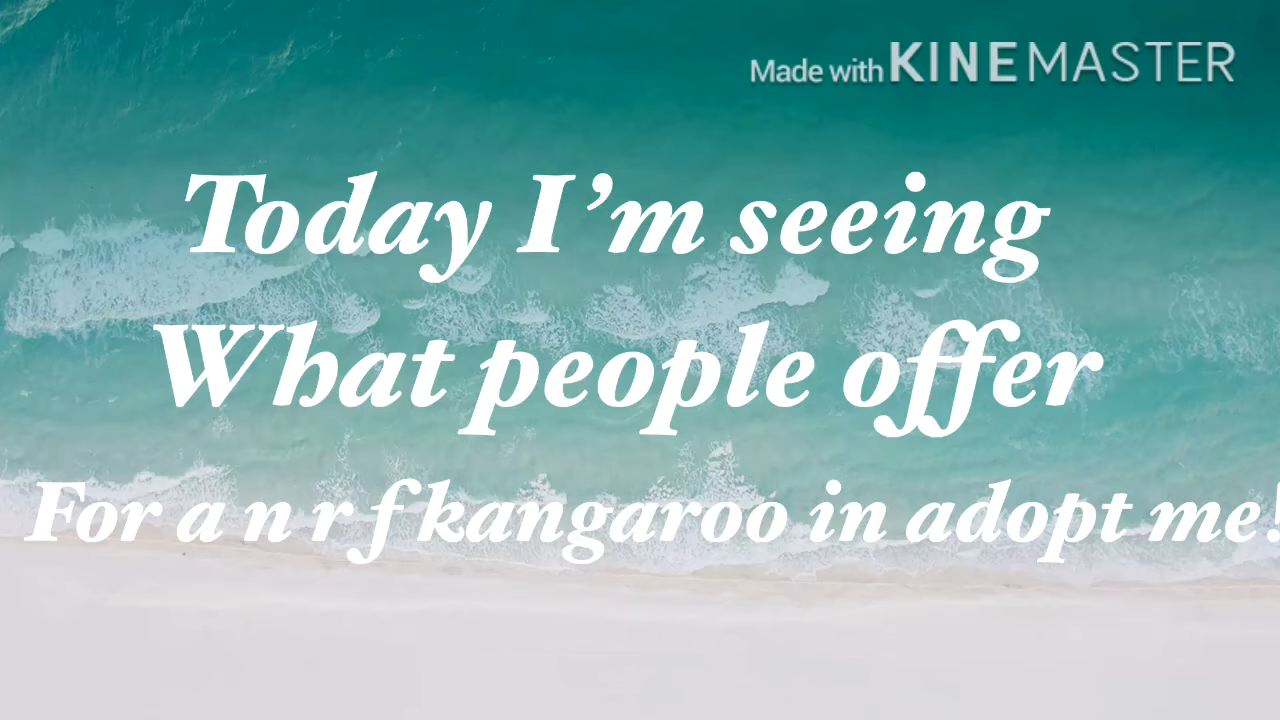 Made with KINEMASTER
Today I’m seeing
What people offer
For a n r f kangaroo in adopt me!